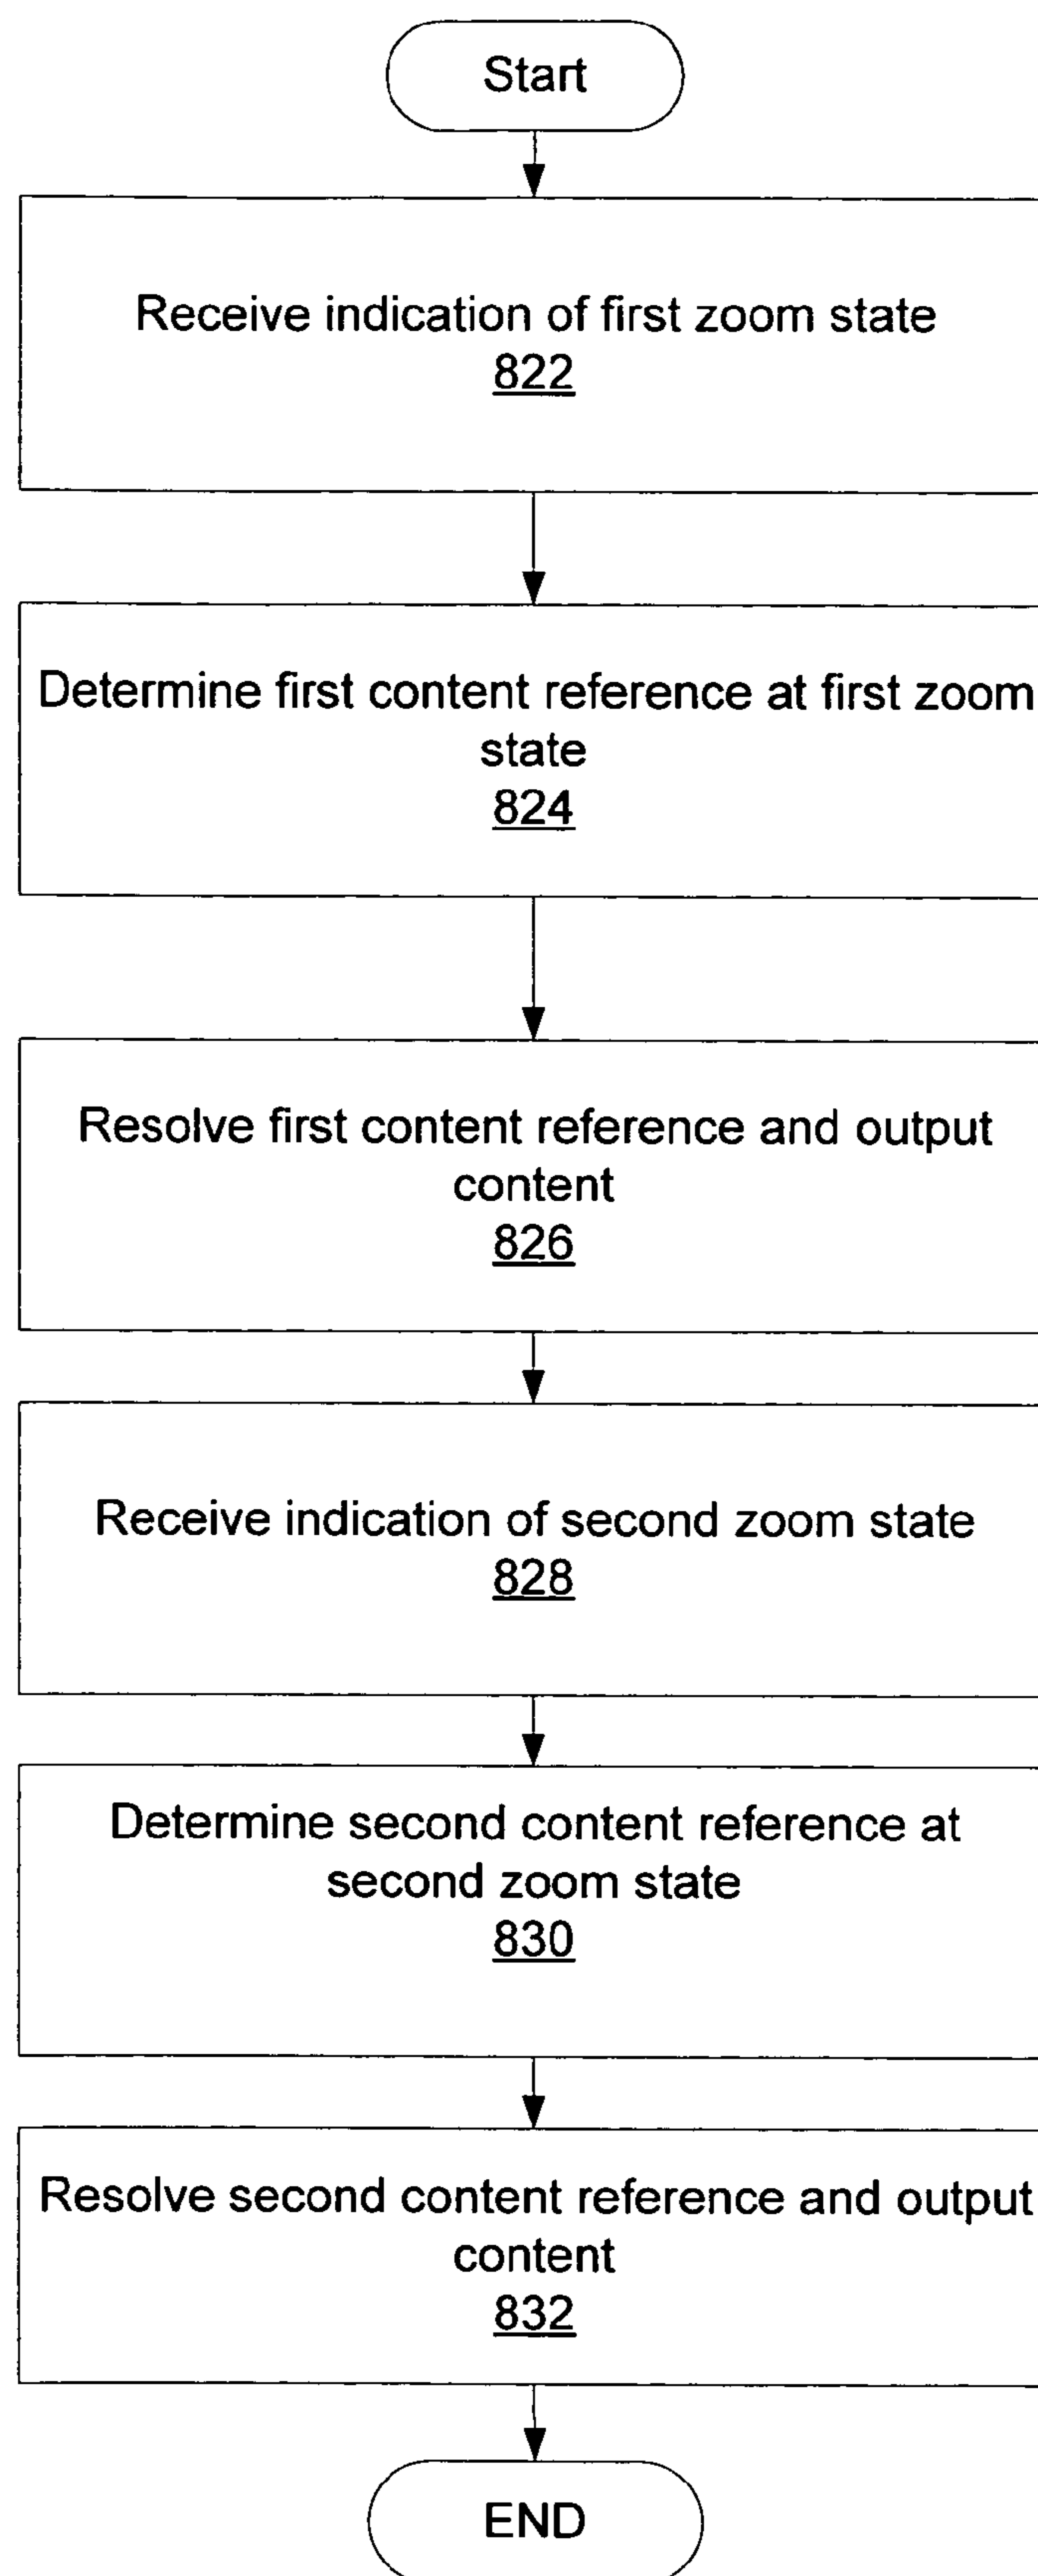 Start
Receive indication of first zoom state
822
Determine first content reference at first zoom
state
824
Resolve first content reference and output
content
826
Receive indication of second zoom state
828
Determine second content reference at
second zoom state
830
Resolve second content reference and output
content
832
END